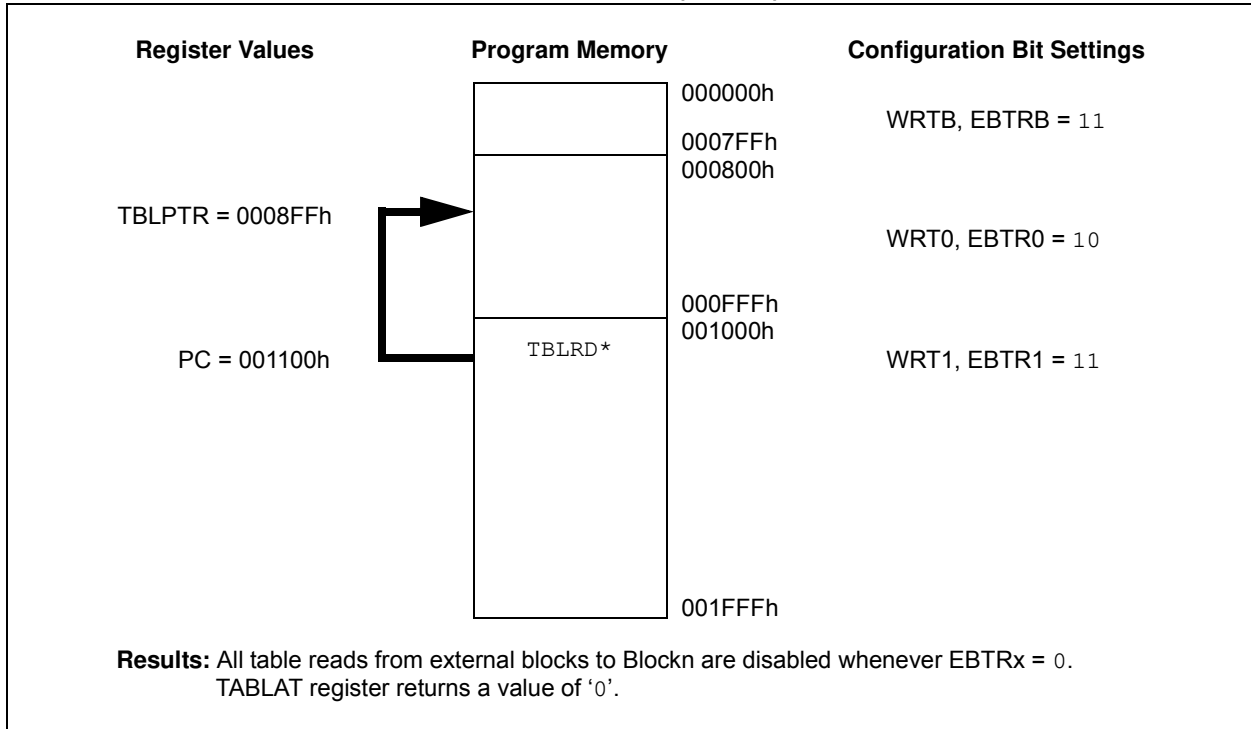 Register Values Program Memory Configuration Bit Settings
000000h
WRTB, EBTRB = 11
0007FFh
000800h
TBLPTR = 0008FFh
WRT0, EBTR0 = 10
000FFFh
001000h
TBLRD*
PC = 001100h
WRT1, EBTR1 = 11
001FFFh
Results: All table reads from external blocks to Blockn are disabled whenever EBTRx = 0.
TABLAT register returns a value of ‘0’.